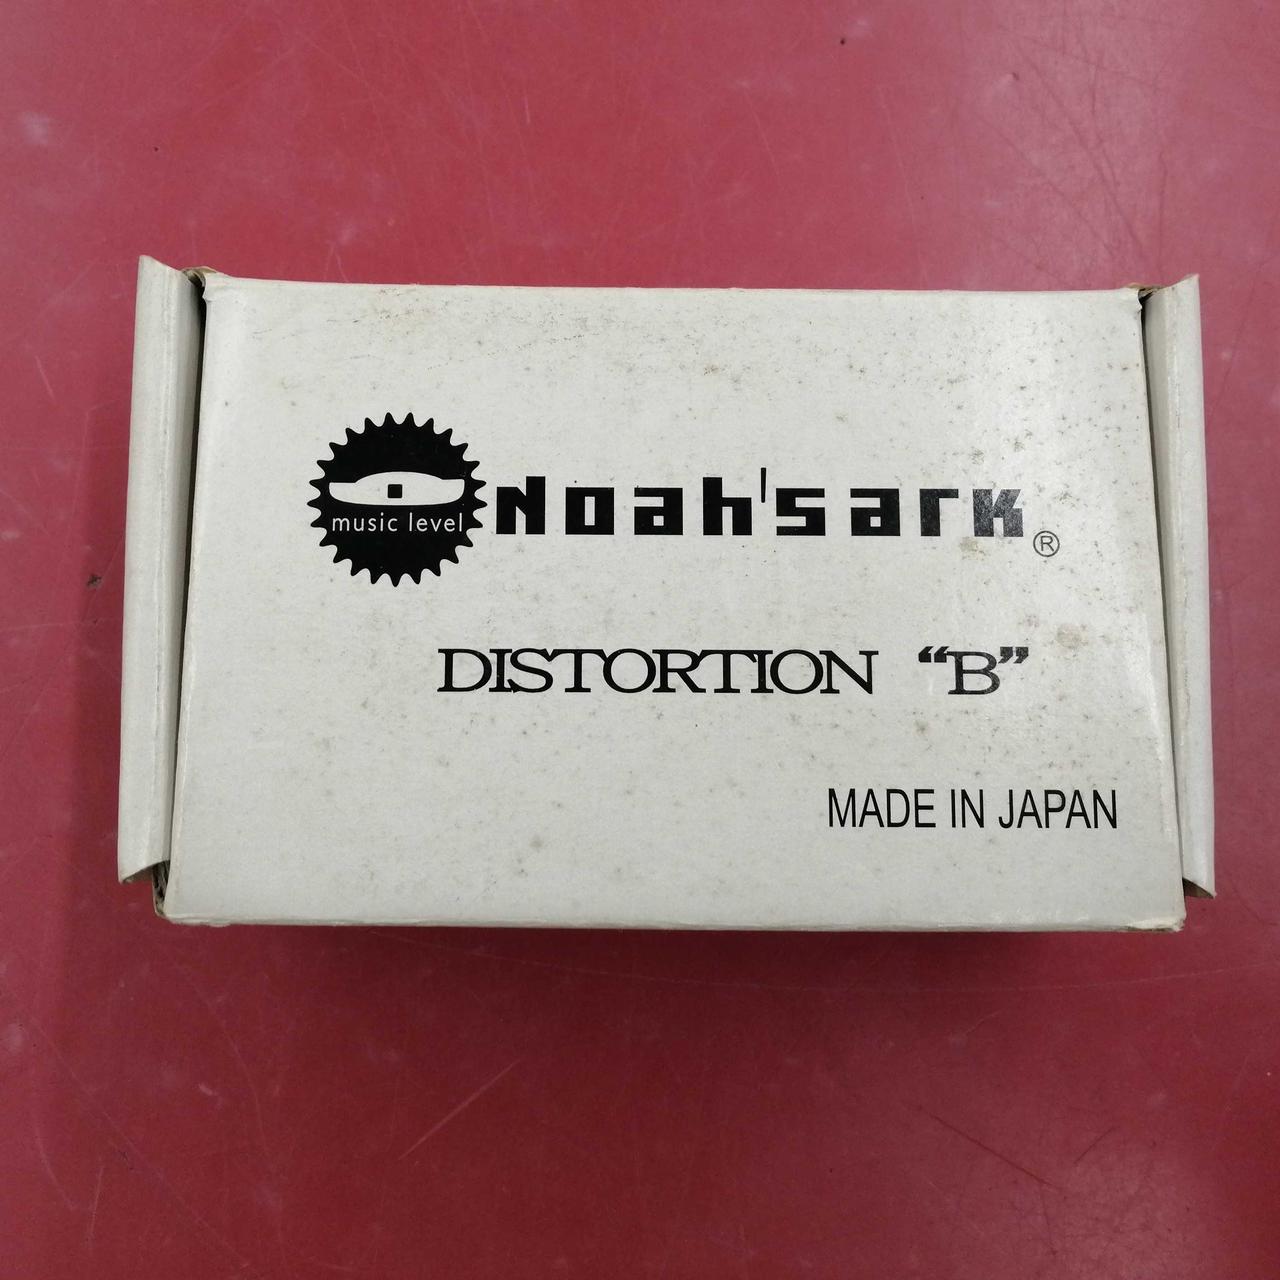 music level
Noah'sark ®
DISTORTION “B”
MADE IN JAPAN